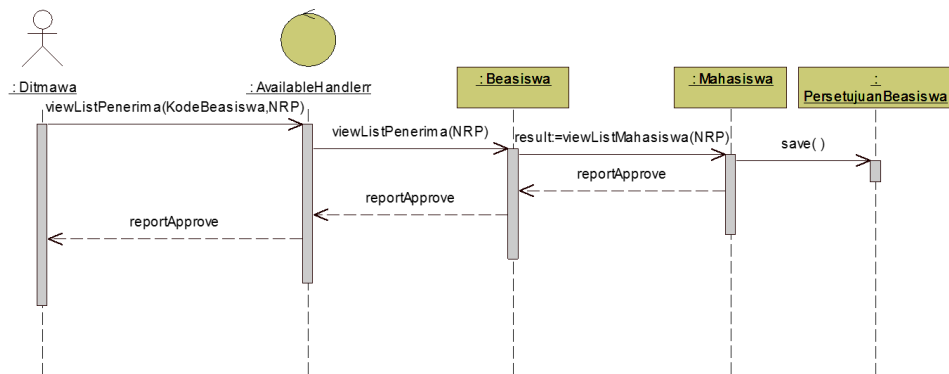 : Ditmawa
: AvailableHandlerr
: Beasiswa
: Mahasiswa
:
PersetujuanBeasiswa
viewListPenerima(KodeBeasiswa,NRP)
viewListPenerima(NRP)
result:=viewListMahasiswa(NRP)
save( )
reportApprove
reportApprove
reportApprove